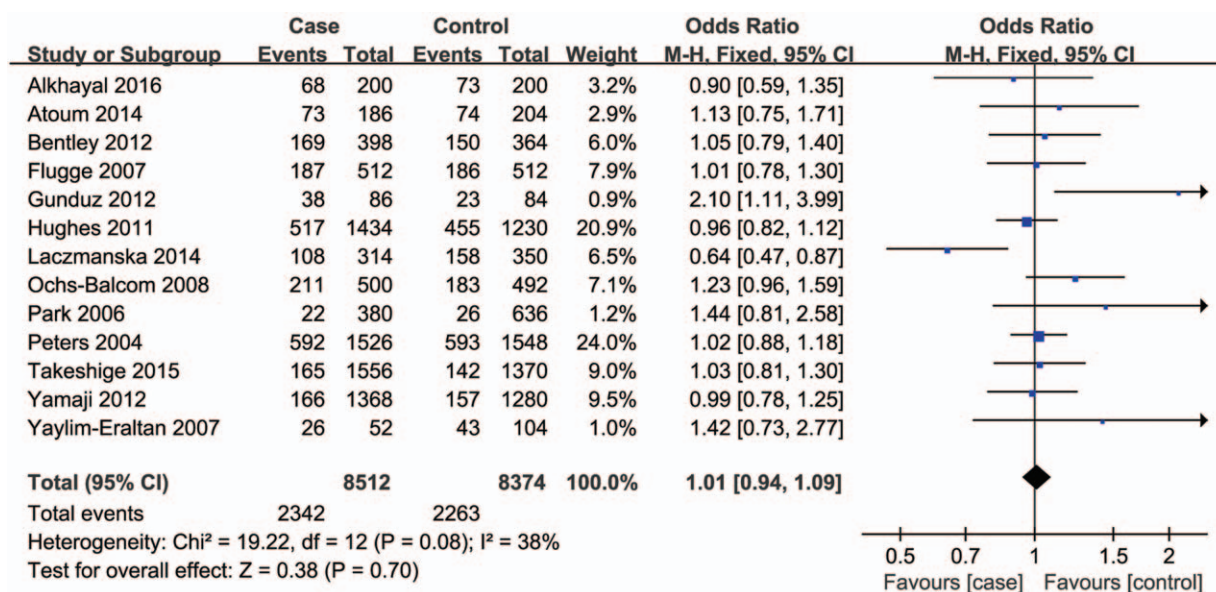 Case Control Odds Ratio Odds Ratio
Study or Subgroup Events Total Events Total Weight M-H, Fixed, 95% CI M-H, Fixed, 95% CI
Alkhayal 2016 68 200 73 200 3.2% 0.90 [0.59, 1.35]
Atoum 2014 73 186 74 204 2.9% 1.13 [0.75, 1.71]
Bentley 2012 169 398 150 364 6.0% 1.05 [0.79, 1.40]
Flugge 2007 187 512 186 512 7.9% 1.01 [0.78, 1.30]
Gunduz 2012 38 86 23 84 0.9% 2.10 [1.11, 3.99]
Hughes 2011 517 1434 455 1230 20.9% 0.96 [0.82, 1.12]
Laczmanska 2014 108 314 158 350 6.5% 0.64 [0.47, 0.87]
Ochs-Balcom 2008 211 500 183 492 7.1% 1.23 [0.96, 1.59]
Park 2006 22 380 26 636 1.2% 1.44 [0.81, 2.58]
Peters 2004 592 1526 593 1548 24.0% 1.02 [0.88, 1.18]
Takeshige 2015 165 1556 142 1370 9.0% 1.03 [0.81, 1.30]
Yamaji 2012 166 1368 157 1280 9.5% 0.99 [0.78, 1.25]
Yaylim-Eraltan 2007 26 52 43 104 1.0% 1.42 [0.73, 2.77]
Total (95% CI) 8512 8374 100.0% 1.01 [0.94, 1.09]
Total events 2342 2263
Heterogeneity: Chi² = 19.22, df = 12 (P = 0.08); I² = 38%
Test for overall effect: Z = 0.38 (P = 0.70)
0.5 0.7 1 1.5 2
Favours [case] Favours [control]